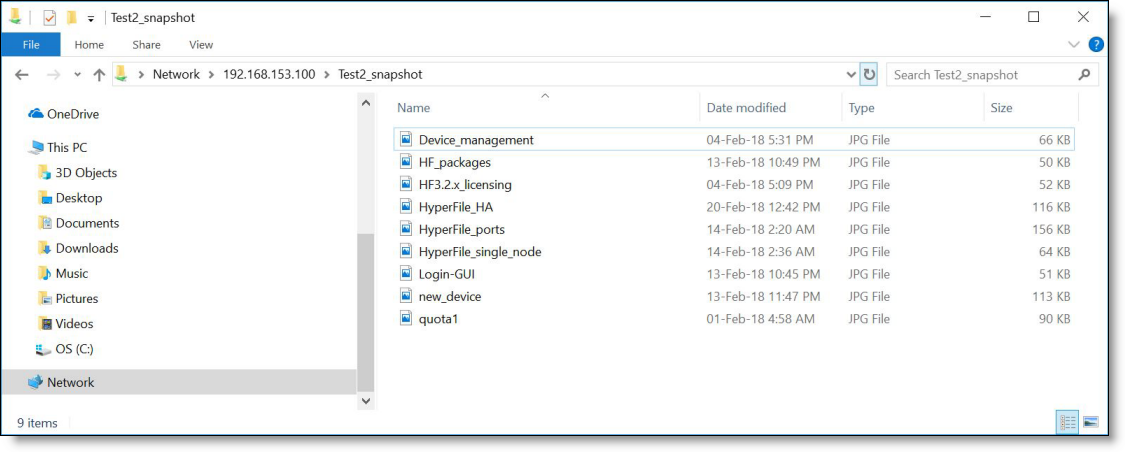 Test2_snapshot
File Home Share View
Network 192.168.153.100 Test2_snapshot Search Test2_snapshot
OneDrive
This PC
3D Objects
Desktop
Documents
Downloads
Music
Pictures
Videos
OS (C:)
Network
Name Date modified Type Size
Device_management 04-Feb-18 5:31 PM JPG File 66 KB
HF_packages 13-Feb-18 10:49 PM JPG File 50 KB
HF3.2.x_licensing 04-Feb-18 5:09 PM JPG File 52 KB
HyperFile_HA 20-Feb-18 12:42 PM JPG File 116 KB
HyperFile_ports 14-Feb-18 2:20 AM JPG File 156 KB
HyperFile_single_node 14-Feb-18 2:36 AM JPG File 64 KB
Login-GUI 13-Feb-18 10:45 PM JPG File 51 KB
new_device 13-Feb-18 11:47 PM JPG File 113 KB
quota1 01-Feb-18 4:58 AM JPG File 90 KB
9 items